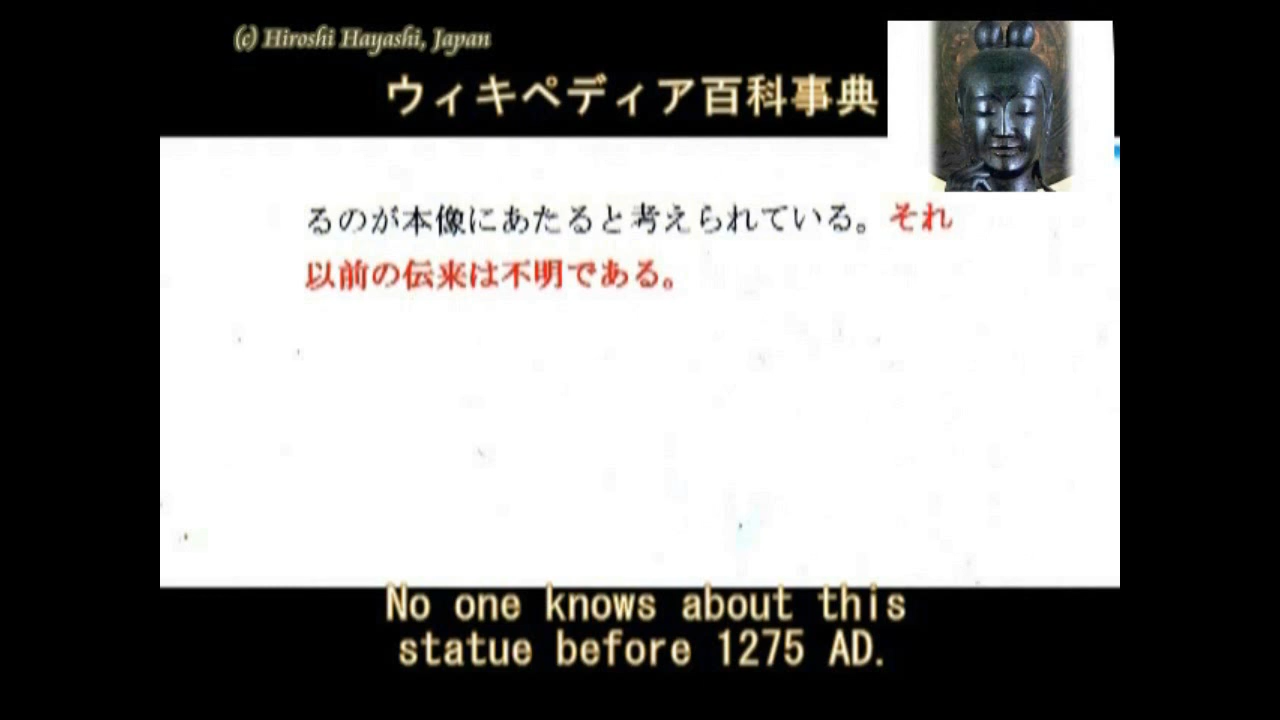 (c) Hiroshi Hayashi, Japan
ウィキペディア百科事典
るのが本像にあたると考えられている。それ
以前の伝来は不明である。
No one knows about this
statue before 1275 AD.